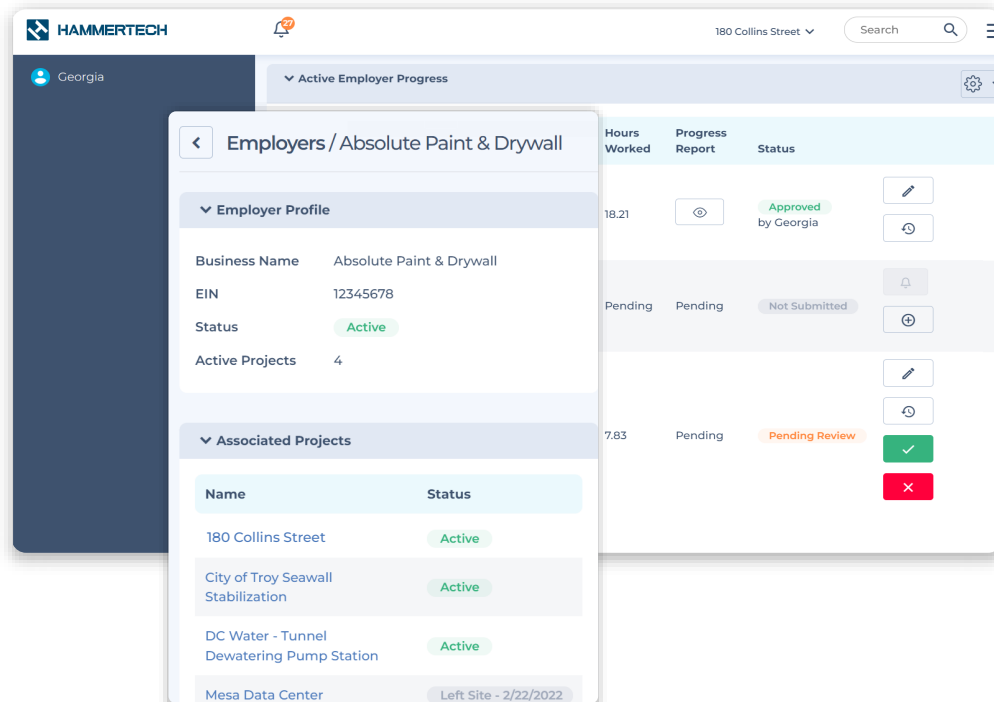 HAMMERTECH
27
180 Collins Street
Search
Georgia
Active Employer Progress
Hours Worked
Progress Report
Status
18.21
Approved
by Georgia
Pending
Pending
Not Submitted
7.83
Pending
Pending Review
Employers / Absolute Paint & Drywall
Employer Profile
Business Name Absolute Paint & Drywall
EIN 12345678
Status Active
Active Projects 4
Associated Projects
Name Status
180 Collins Street Active
City of Troy Seawall
Stabilization
Active
DC Water - Tunnel
Dewatering Pump Station
Active
Mesa Data Center Left Site - 2/22/2022